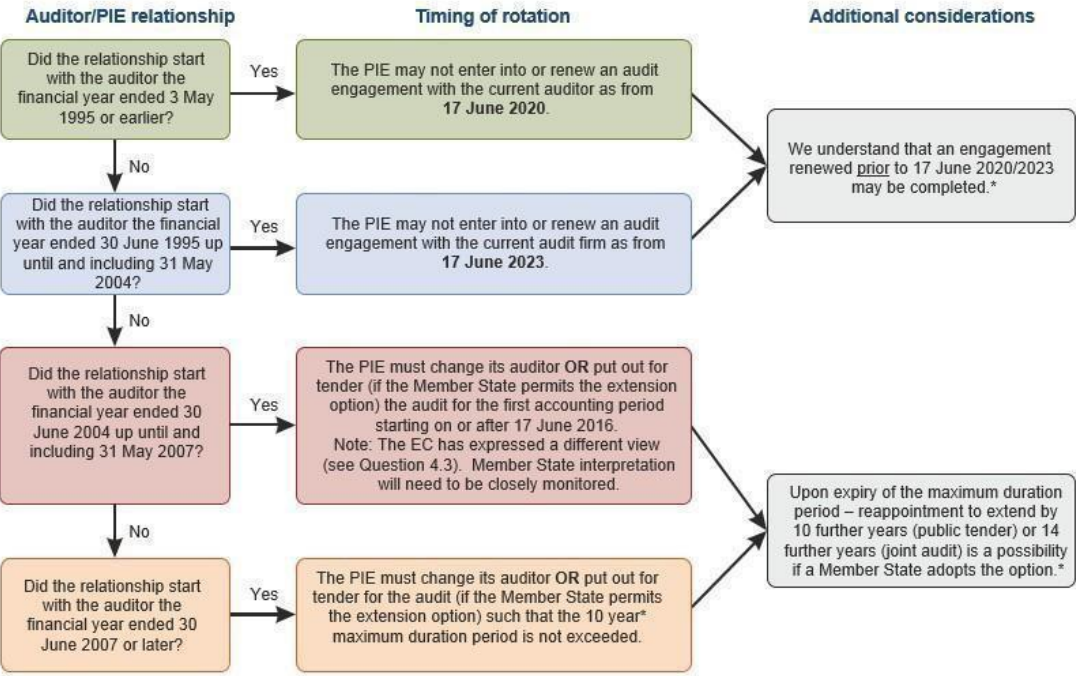 Auditor/PIE relationship
Timing of rotation
Additional considerations
Did the relationship start
with the auditor the
financial year ended 3 May
1995 or earlier?
Yes
The PIE may not enter into or renew an audit
engagement with the current auditor as from
17 June 2020.
No
We understand that an engagement
renewed prior to 17 June 2020/2023
may be completed.*
Did the relationship start
with the auditor the financial
year ended 30 June 1995 up
until and including 31 May
2004?
Yes
The PIE may not enter into or renew an audit
engagement with the current audit firm as from
17 June 2023.
No
Did the relationship start
with the auditor the
financial year ended 30
June 2004 up until and
including 31 May 2007?
Yes
The PIE must change its auditor OR put out for
tender (if the Member State permits the extension
option) the audit for the first accounting period
starting on or after 17 June 2016.
Note: The EC has expressed a different view
(see Question 4.3). Member State interpretation
will need to be closely monitored.
No
Upon expiry of the maximum duration
period – reappointment to extend by
10 further years (public tender) or 14
further years (joint audit) is a possibility
if a Member State adopts the option.*
Did the relationship start
with the auditor the
financial year ended 30
June 2007 or later?
Yes
The PIE must change its auditor OR put out for
tender for the audit (if the Member State permits
the extension option) such that the 10 year*
maximum duration period is not exceeded.